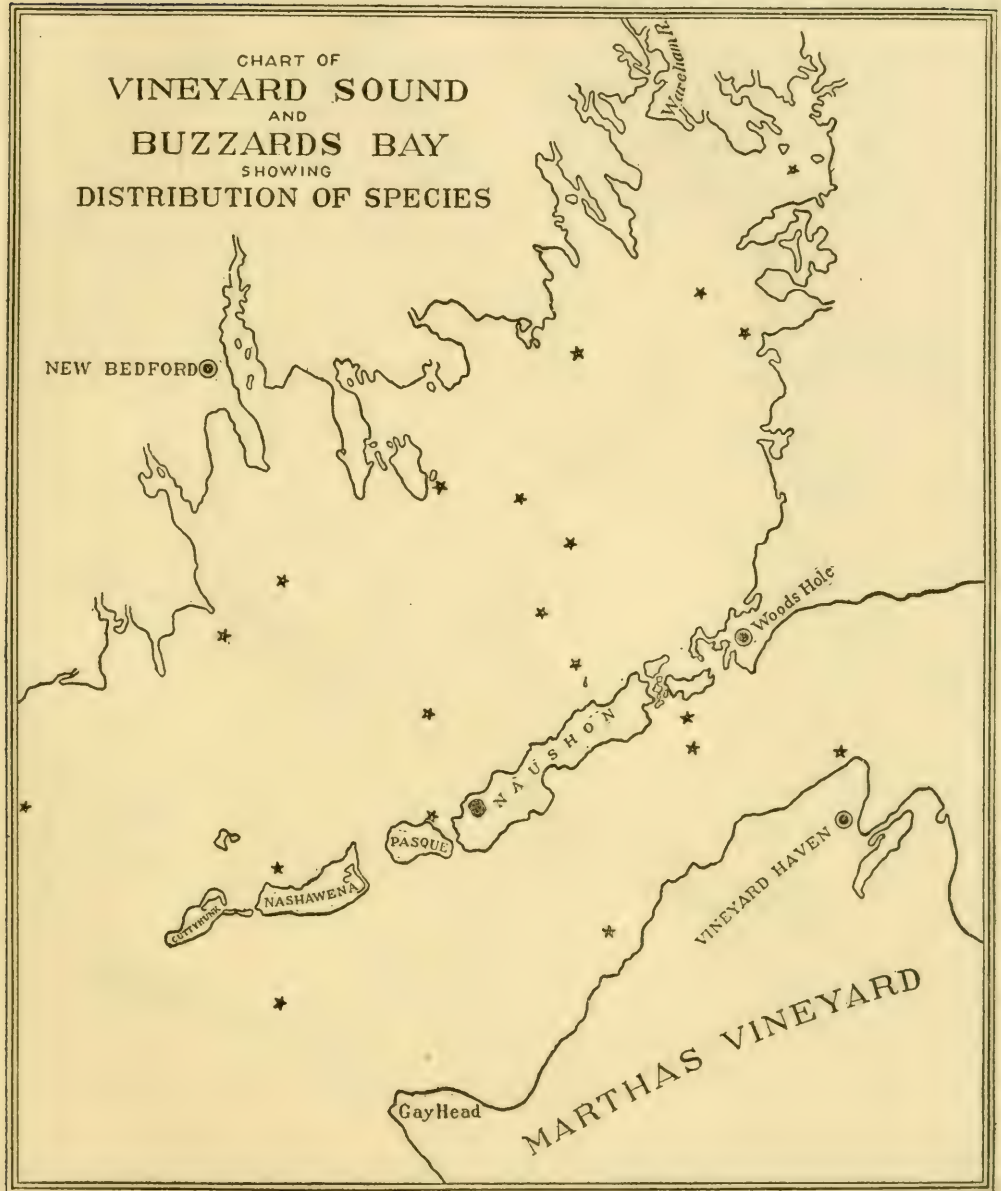 CHART OF
VINEYARD SOUND
AND
BUZZARDS BAY
SHOWING
DISTRIBUTION OF SPECIES
Wareham R.
NEW BEDFORD
Woods Hole
NAUSHON
PASQUE
NASHAWENA
CUTTYHUNK
VINEYARD HAVEN
MARTHAS VINEYARD
Gay Head